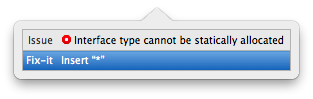 Issue Interface type cannot be statically allocated
Fix-it Insert "*"